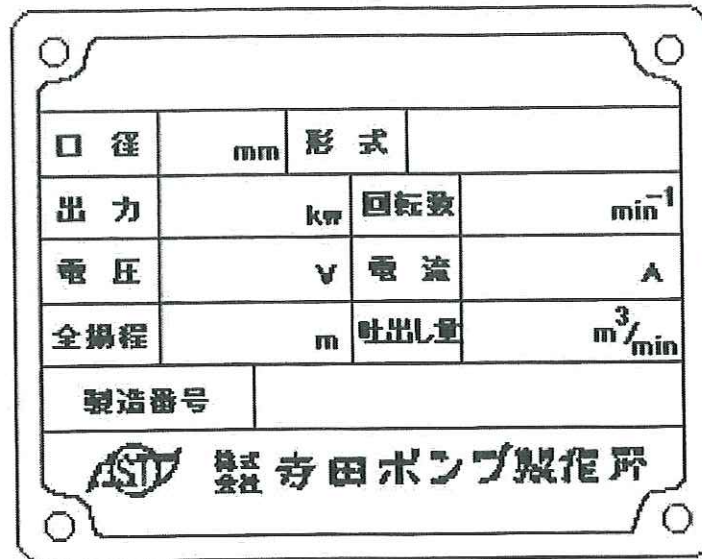 口径 mm 形式
出力 kw 回転数 min⁻¹
電圧 V 電流 A
全揚程 m 吐出し量 m³/min
製造番号
株式会社 寺田ポンプ製作所